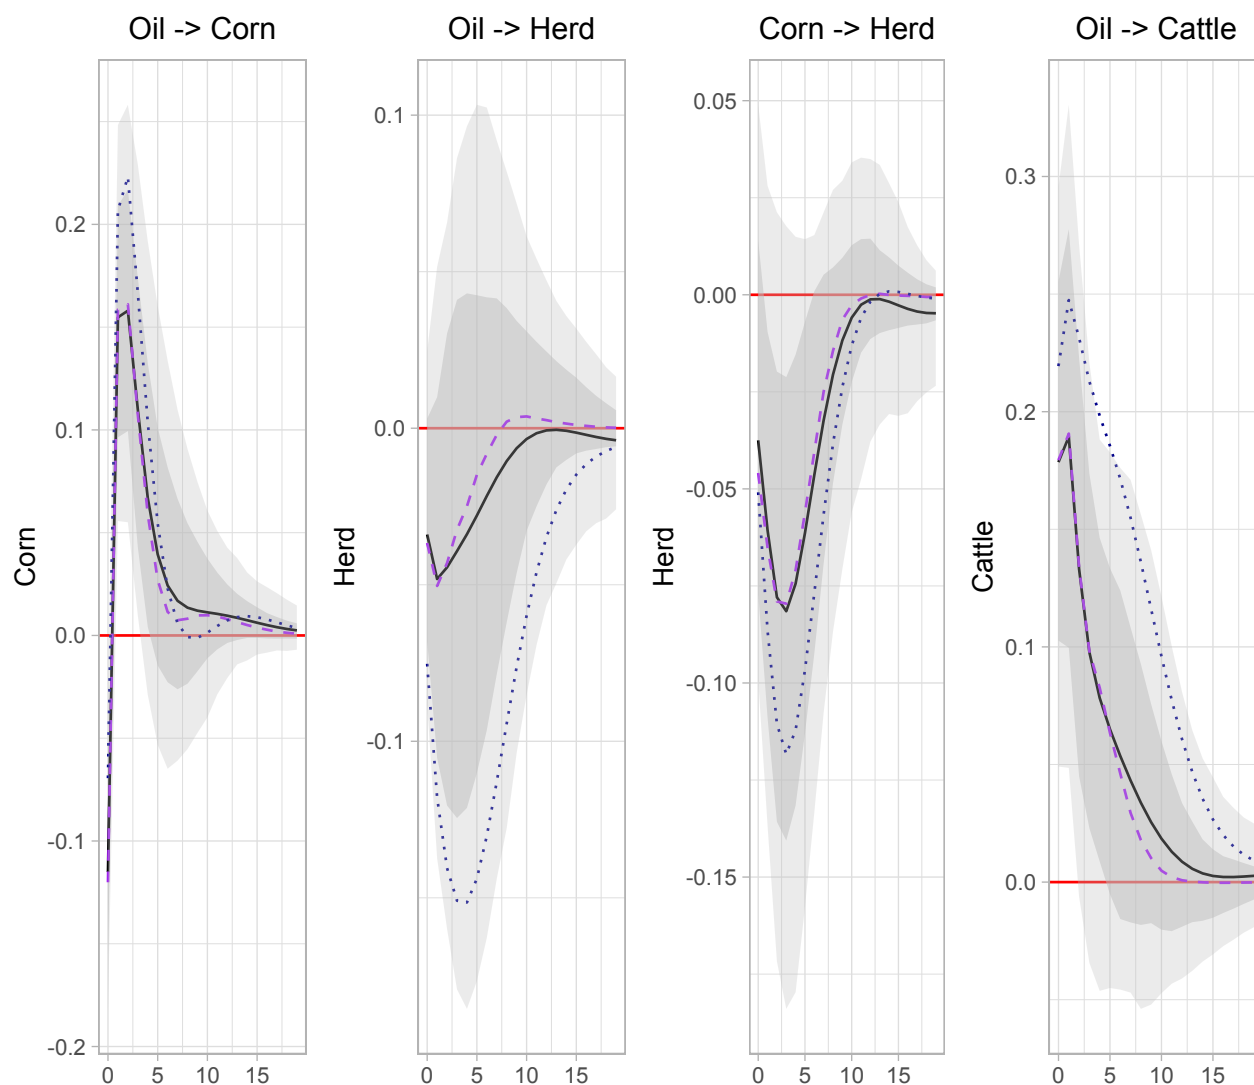 Oil -> Corn
Oil -> Herd
Corn -> Herd
Oil -> Cattle
Corn
0.2
0.1
0.0
-0.1
-0.2
0 5 10 15
Herd
0.1
0.0
-0.1
0 5 10 15
Herd
0.05
0.00
-0.05
-0.10
-0.15
0 5 10 15
Cattle
0.3
0.2
0.1
0.0
0 5 10 15